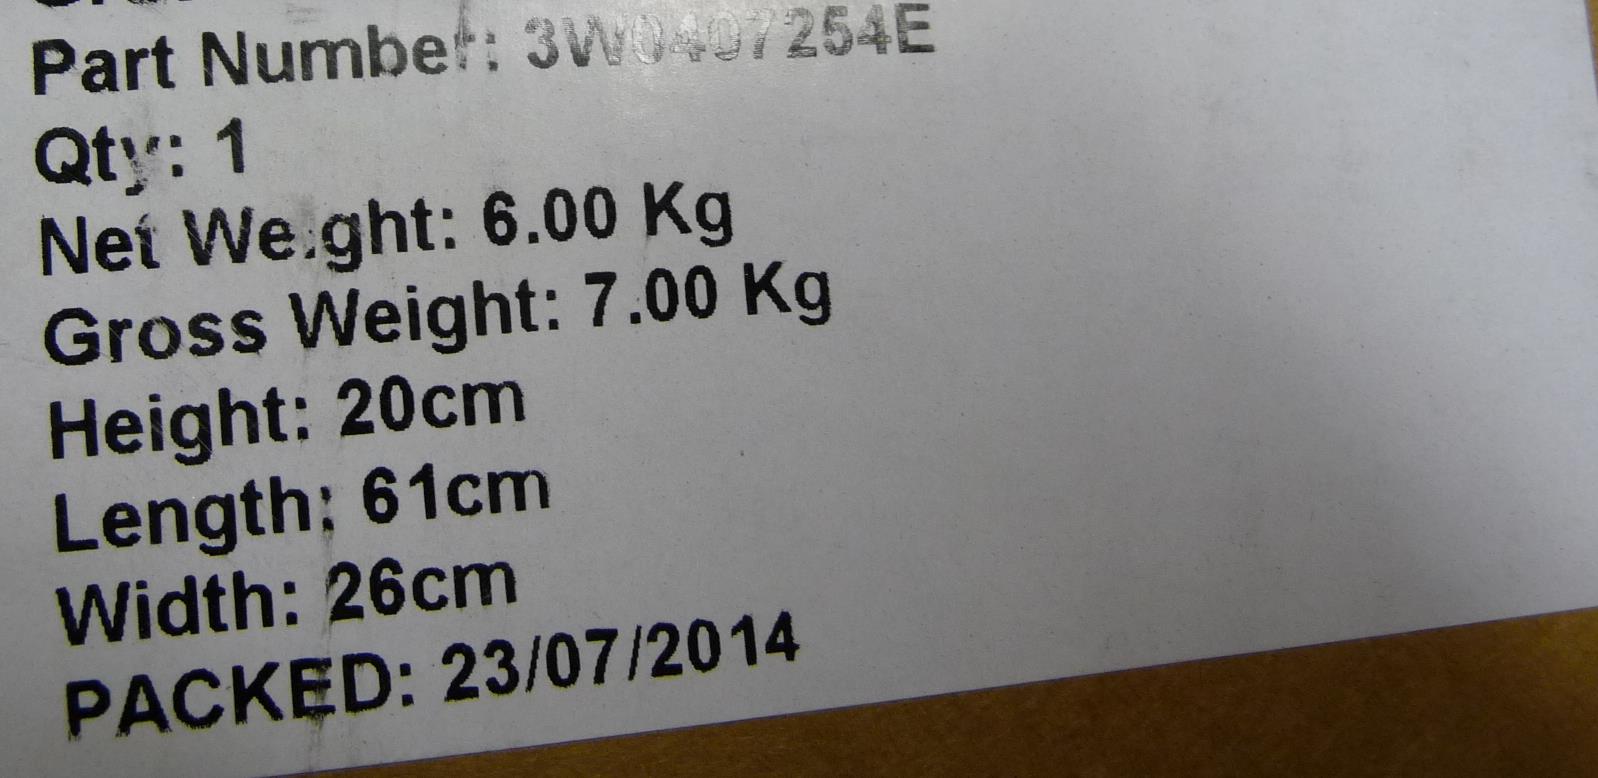 Part Number: 3W0407254E
Qty: 1
Net Weight: 6.00 Kg
Gross Weight: 7.00 Kg
Height: 20cm
Length: 61cm
Width: 26cm
PACKED: 23/07/2014